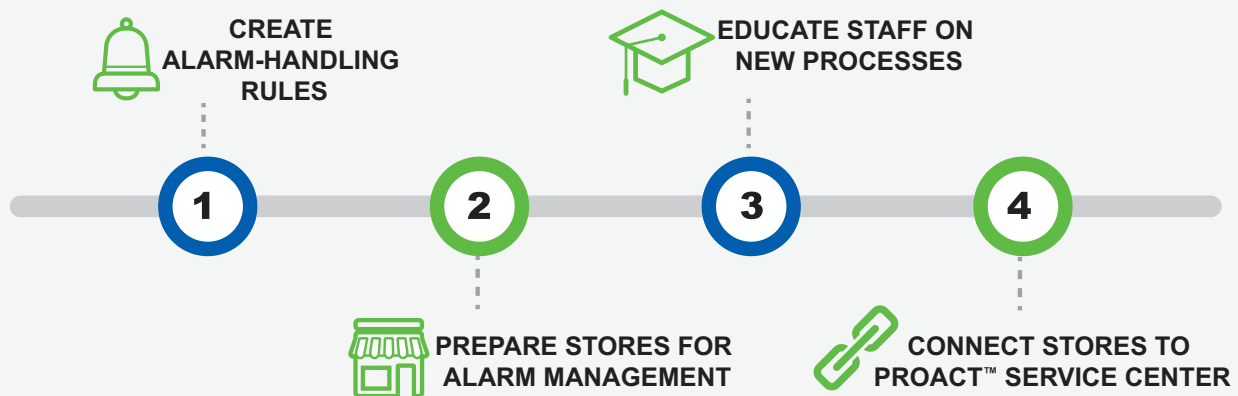 CREATE
ALARM-HANDLING
RULES
EDUCATE STAFF ON
NEW PROCESSES
1
2
3
4
PREPARE STORES FOR
ALARM MANAGEMENT
CONNECT STORES TO
PROACT™ SERVICE CENTER